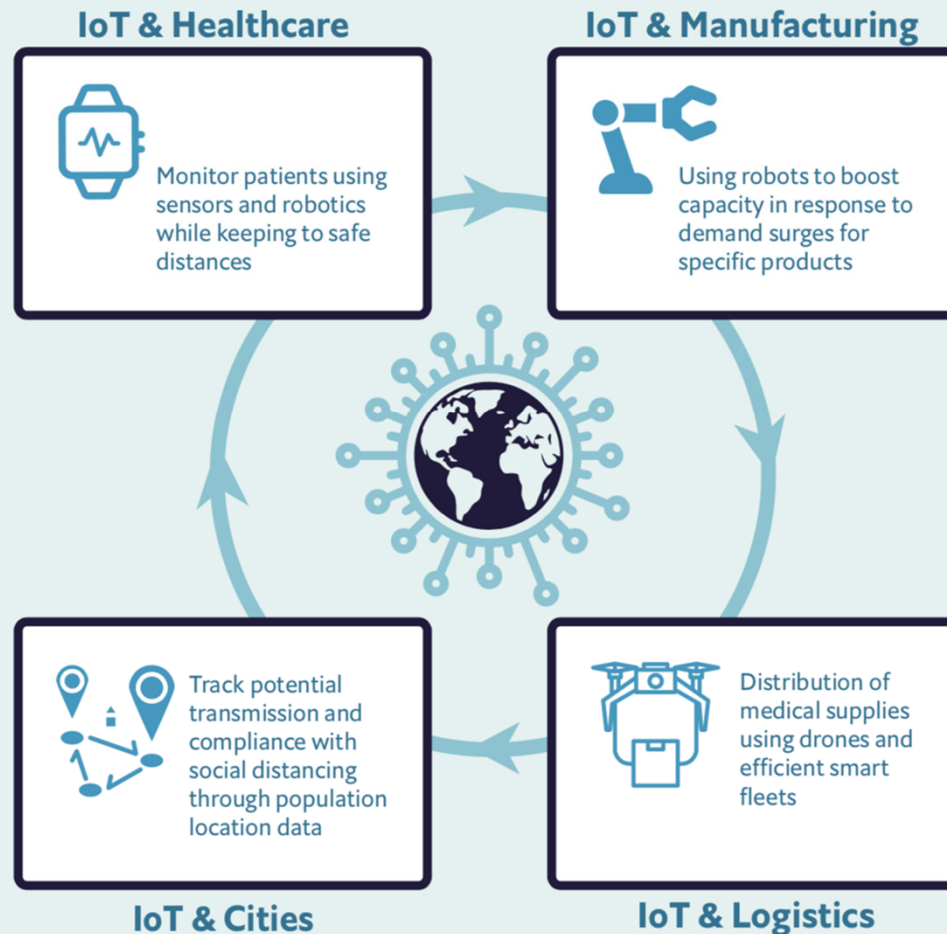 IoT & Healthcare
Monitor patients using
sensors and robotics
while keeping to safe
distances
IoT & Manufacturing
Using robots to boost
capacity in response to
demand surges for
specific products
Track potential
transmission and
compliance with
social distancing
through population
location data
IoT & Cities
Distribution of
medical supplies
using drones and
efficient smart
fleets
IoT & Logistics